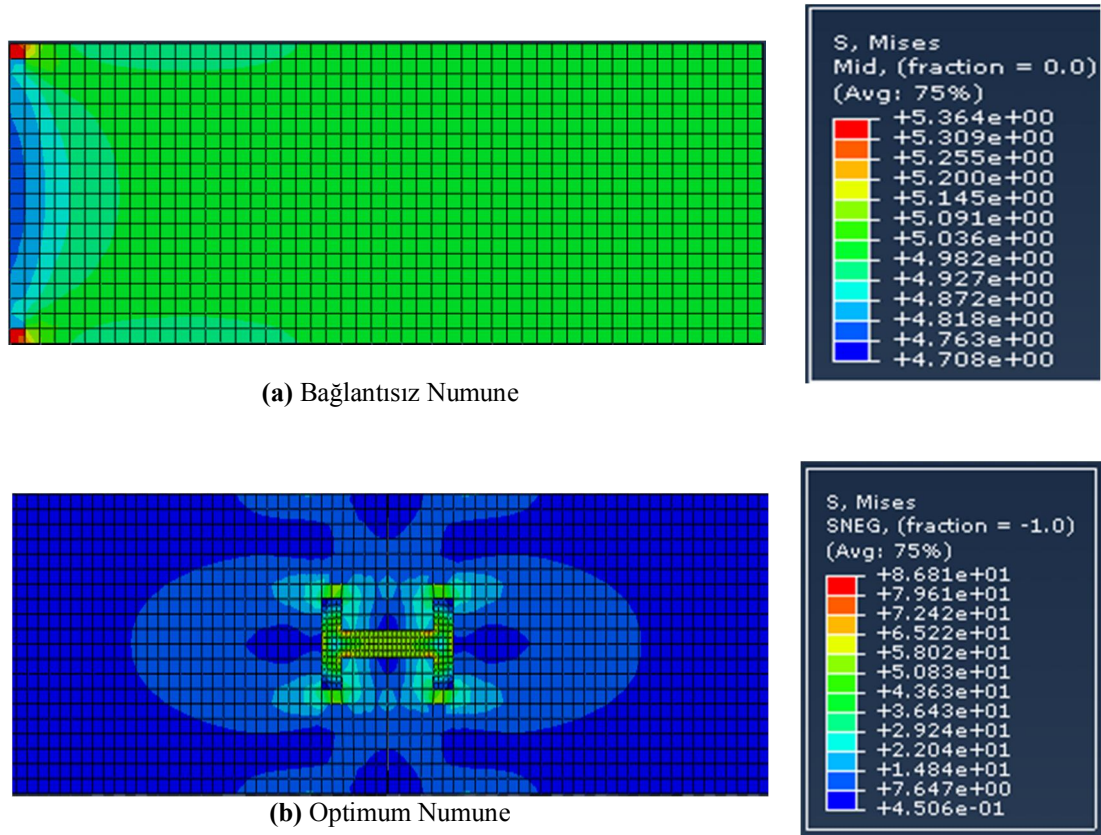 S, Mises
Mid, (fraction = 0.0)
(Avg: 75%)
+5.364e+00
+5.309e+00
+5.255e+00
+5.200e+00
+5.145e+00
+5.091e+00
+5.036e+00
+4.982e+00
+4.927e+00
+4.872e+00
+4.818e+00
+4.763e+00
+4.708e+00
(a) Bağlantısız Numune
S, Mises
SNEG, (fraction = -1.0)
(Avg: 75%)
+8.681e+01
+7.961e+01
+7.242e+01
+6.522e+01
+5.802e+01
+5.083e+01
+4.363e+01
+3.643e+01
+2.924e+01
+2.204e+01
+1.484e+01
+7.647e+00
+4.506e-01
(b) Optimum Numune